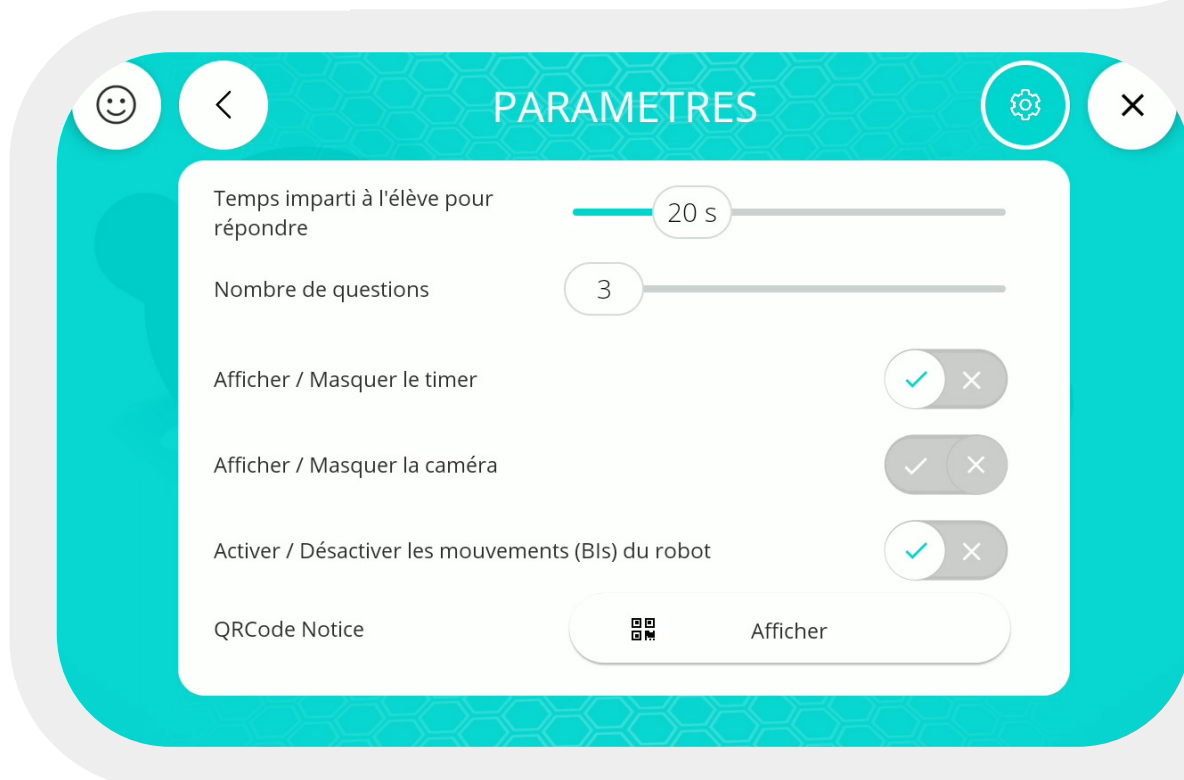 PARAMETRES
Temps imparti à l'élève pour
répondre
20 s
Nombre de questions
3
Afficher / Masquer le timer
Afficher / Masquer la caméra
Activer / Désactiver les mouvements (BIs) du robot
QRCode Notice
Afficher